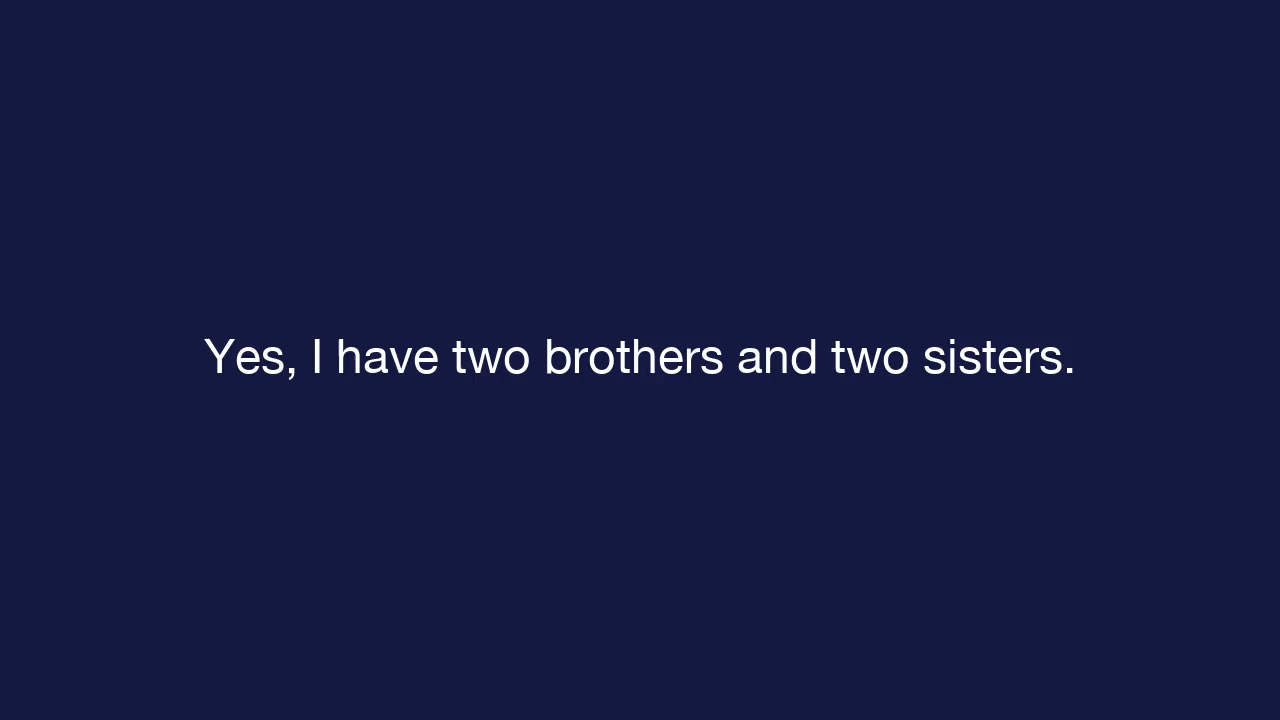 Yes, I have two brothers and two sisters.